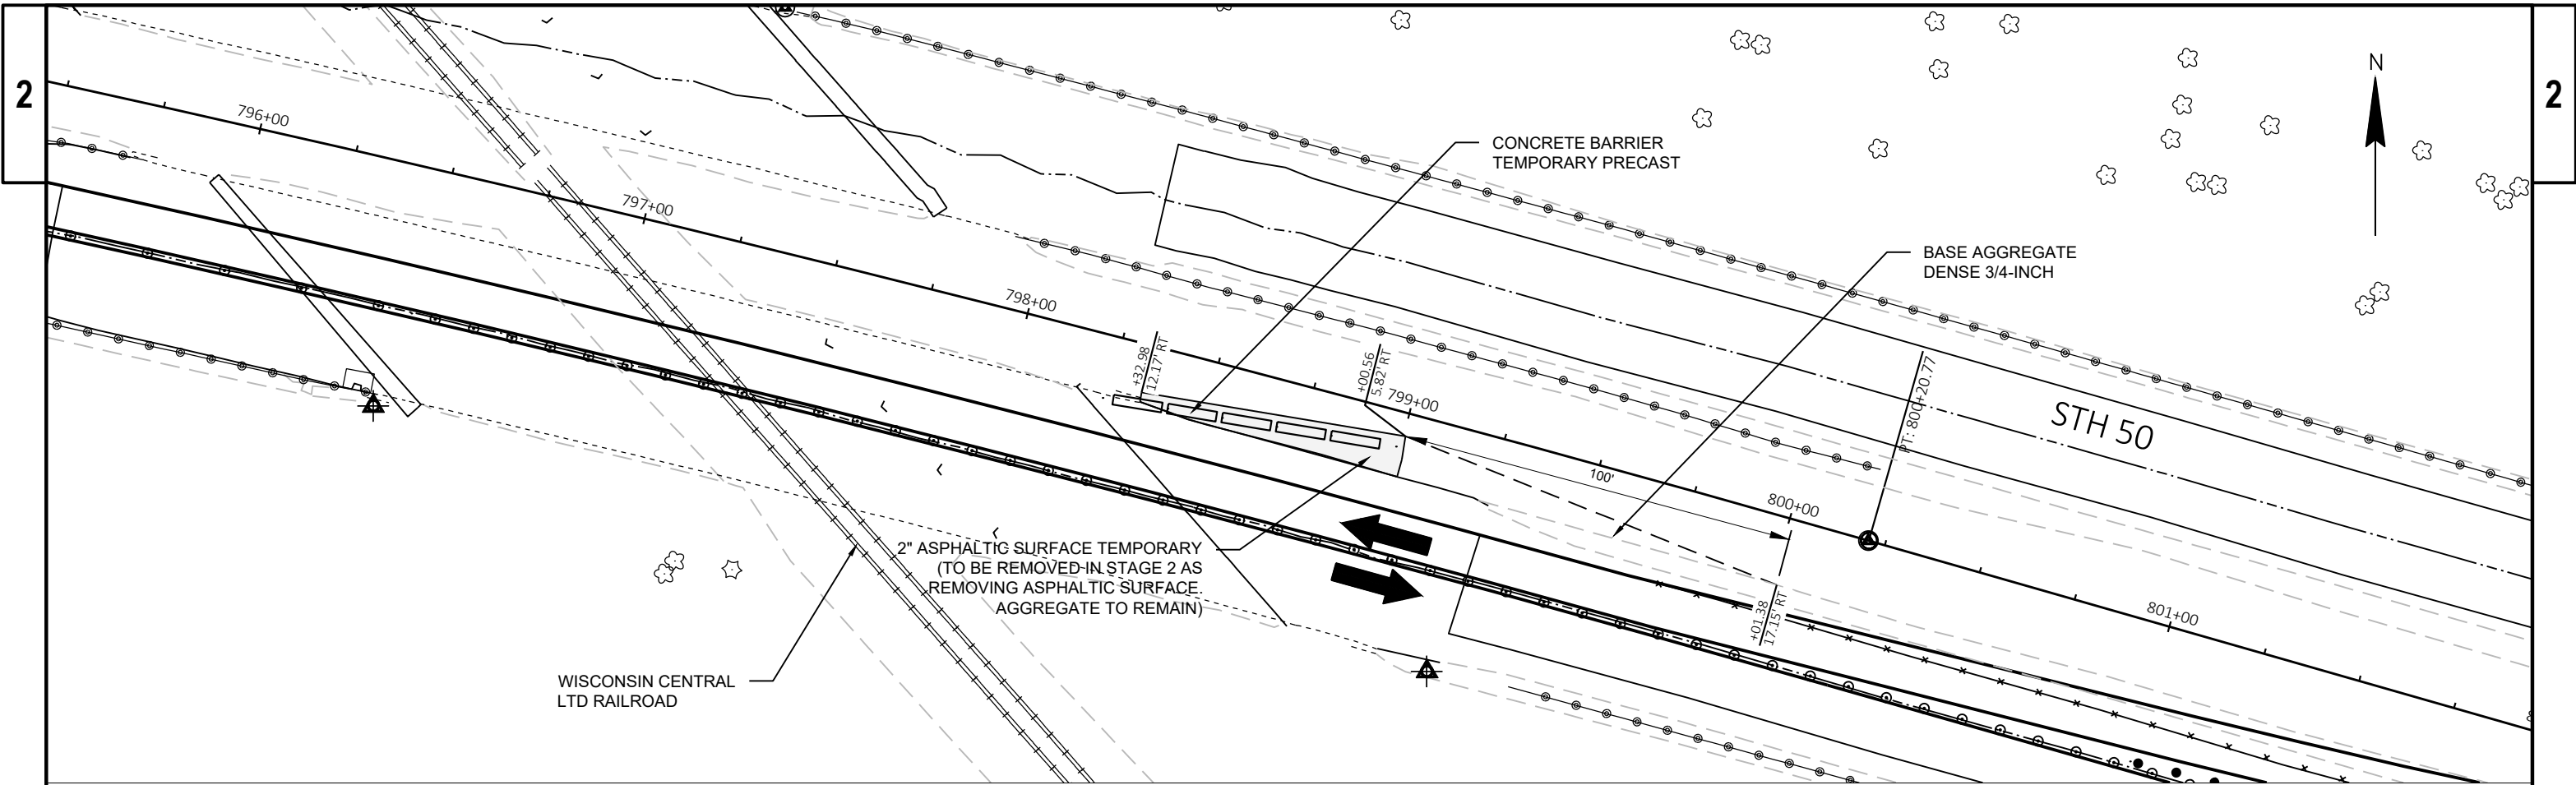 2
2
N
796+00
797+00
798+00
799+00
800+00
801+00
CONCRETE BARRIER
TEMPORARY PRECAST
BASE AGGREGATE
DENSE 3/4-INCH
+32.98
12.17' RT
+00.56
5.82' RT
PT: 800+20.77
STH 50
100'
+01.38
17.15' RT
2" ASPHALTIC SURFACE TEMPORARY
(TO BE REMOVED IN STAGE 2 AS
REMOVING ASPHALTIC SURFACE.
AGGREGATE TO REMAIN)
WISCONSIN CENTRAL
LTD RAILROAD